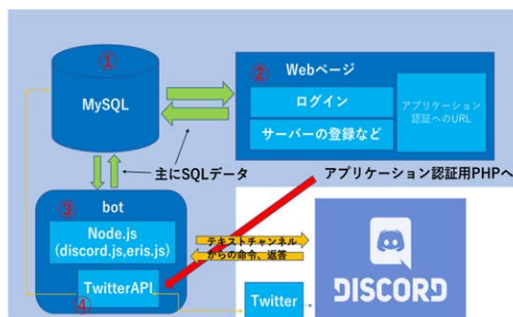 ①
MySQL
②
Webページ
ログイン
サーバーの登録など
アプリケーション
認証へのURL
主にSQLデータ
アプリケーション認証用PHPへ
③
bot
Node.js
(discord.js,eris.js)
TwitterAPI
④
テキストチャンネル
からの命令、返答
Twitter
DISCORD